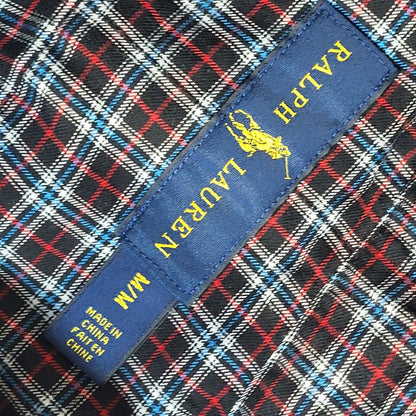 RALPH LAUREN
M/M
MADE IN
CHINA
FAIT EN
CHINE